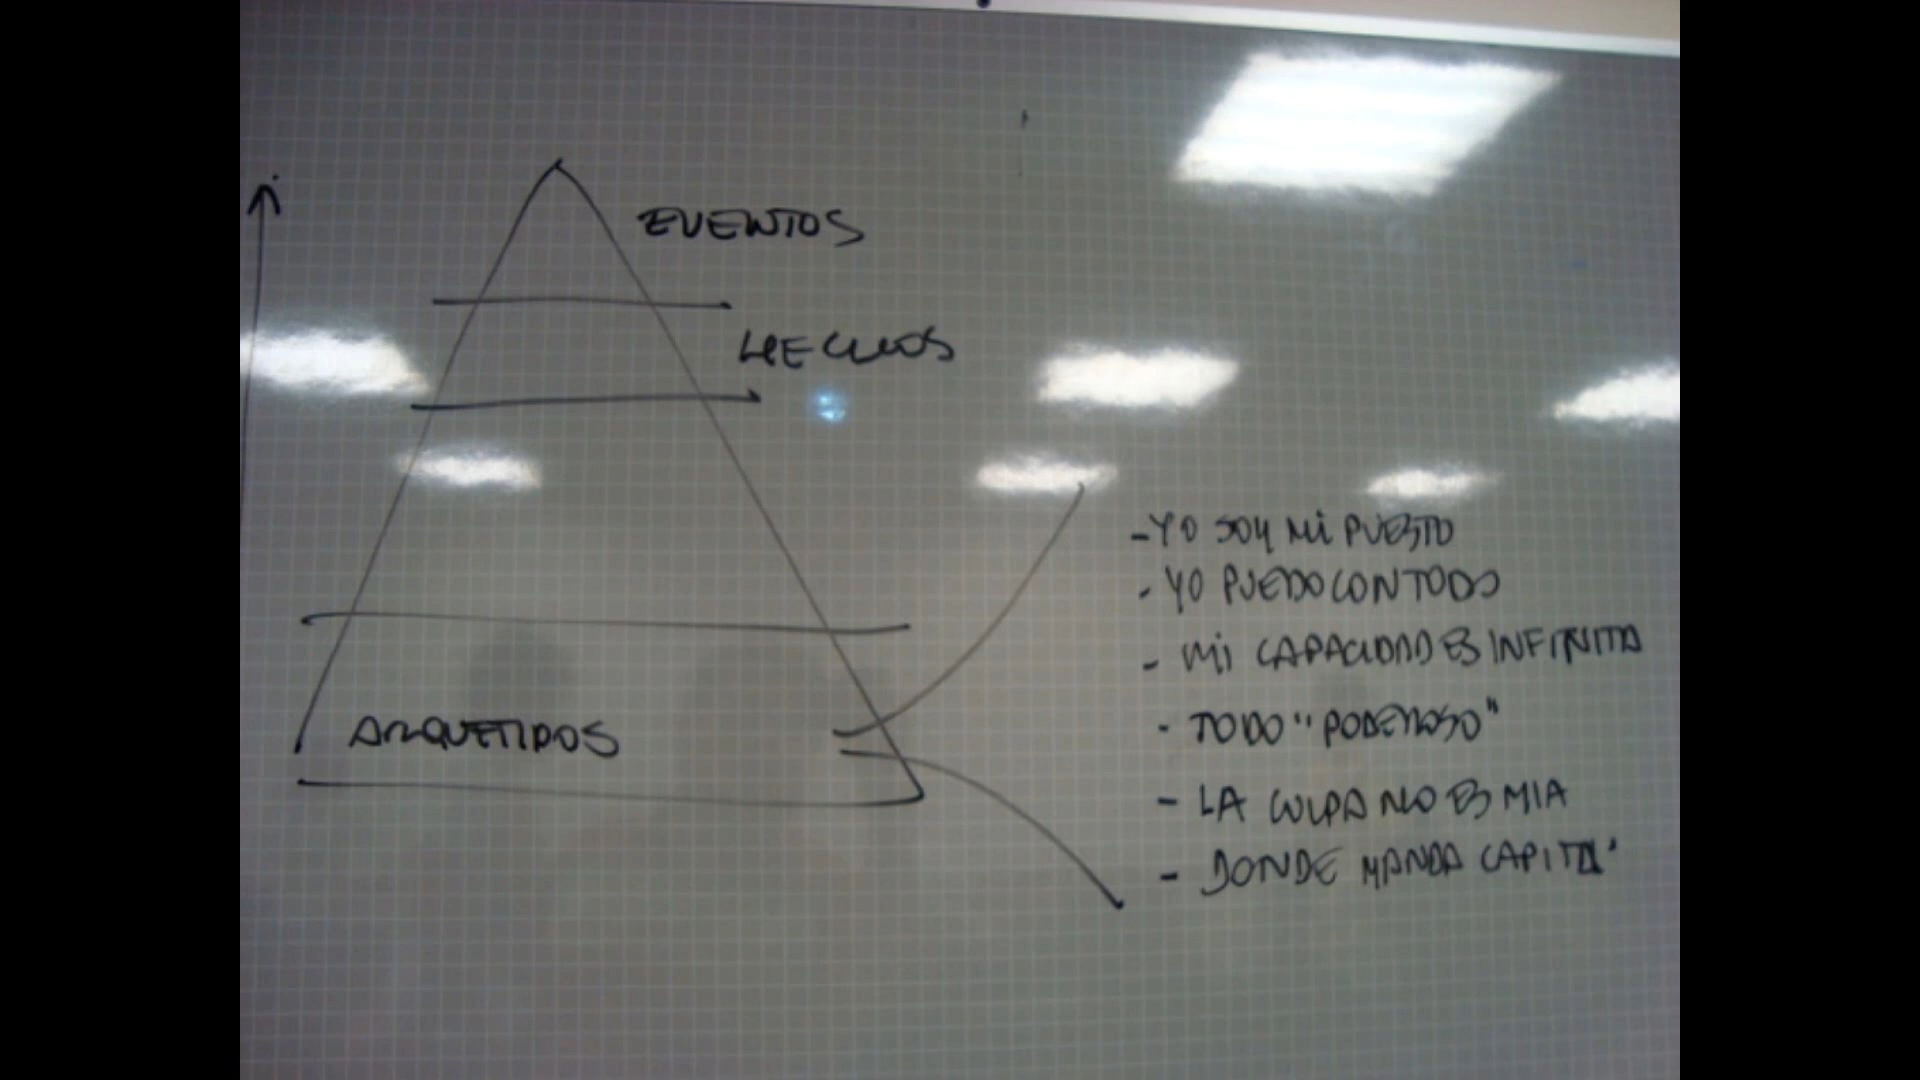 EVENTOS
HECHOS
ARQUETIPOS
- YO SOY MI PUESTO
- YO PUEDO CON TODO
- MI CAPACIDAD ES INFINITA
- TODO "PODEROSO"
- LA CULPA NO ES MIA
- DONDE MANDA CAPITA'